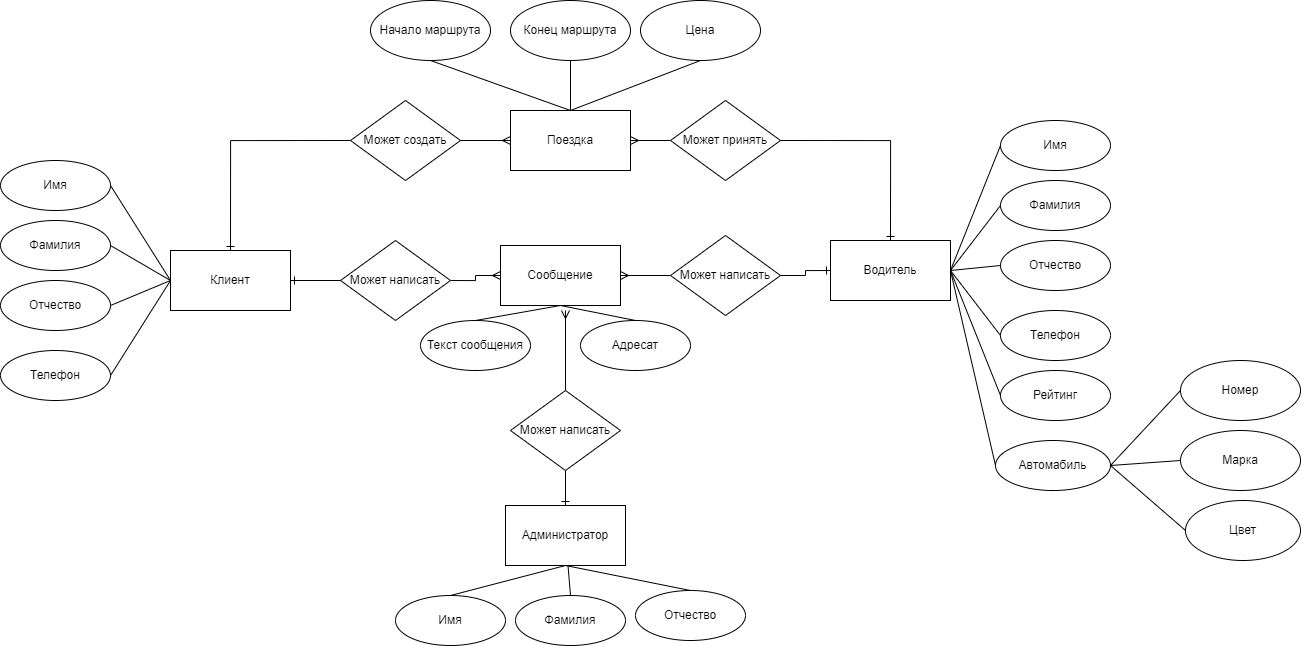 Начало маршрута
Конец маршрута
Цена
Может создать
Поездка
Может принять
Имя
Фамилия
Отчество
Телефон
Клиент
Может написать
Сообщение
Может написать
Водитель
Текст сообщения
Адресат
Имя
Фамилия
Отчество
Телефон
Рейтинг
Автомабиль
Номер
Марка
Цвет
Может написать
Администратор
Имя
Фамилия
Отчество